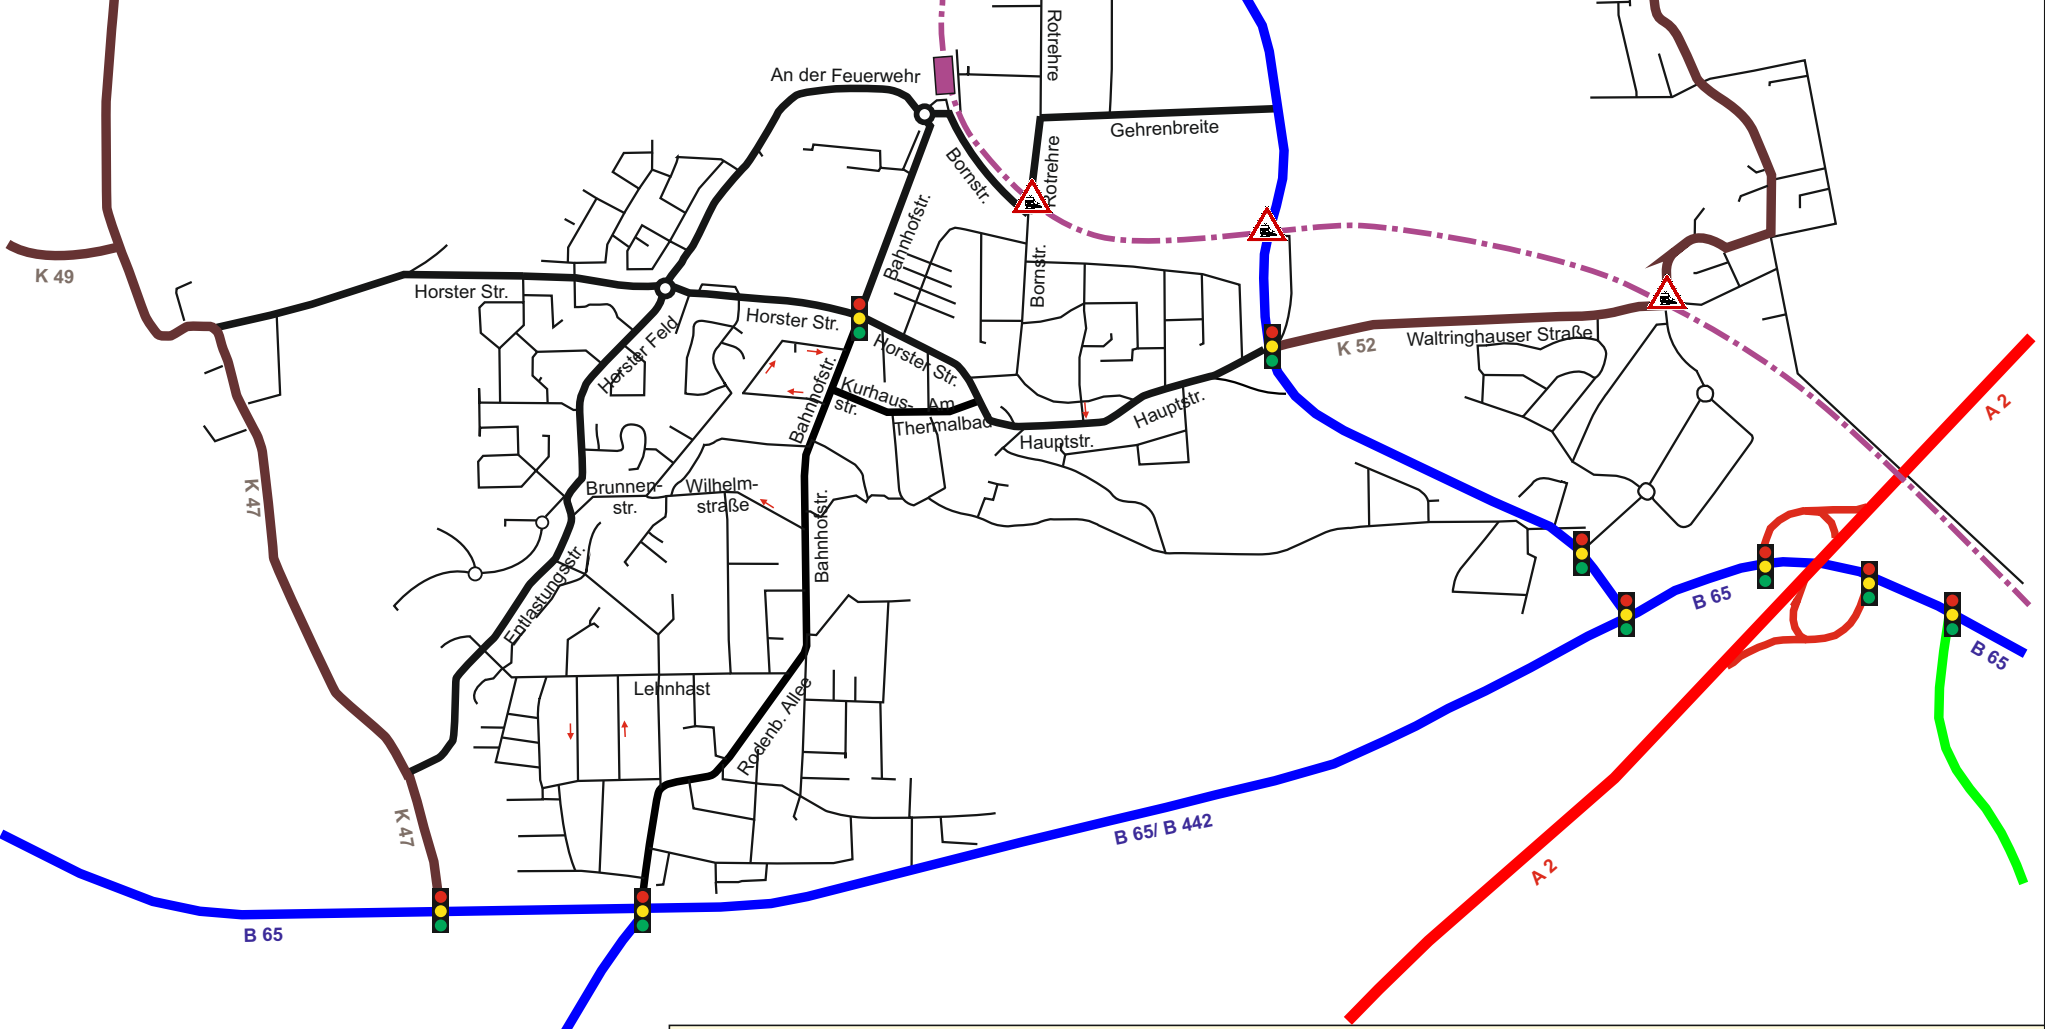 Rotrehre
An der Feuerwehr
Gehrenbreite
Bornstr.
Rotrehre
Bahnhofstr.
K 49
Horster Str.
Bornstr.
Horster Str.
Horster Feld
Horster Str.
K 52
Waltringhauser Straße
Kurhaus-
str.
Am
Thermalbad
Bahnhofstr.
Hauptstr.
Hauptstr.
A 2
K 47
Brunnen-
str.
Wilhelm-
straße
Bahnhofstr.
Entlastungsstr.
B 65
B 65
Lehnhast
Rodenb. Allee
K 47
B 65/ B 442
A 2
B 65